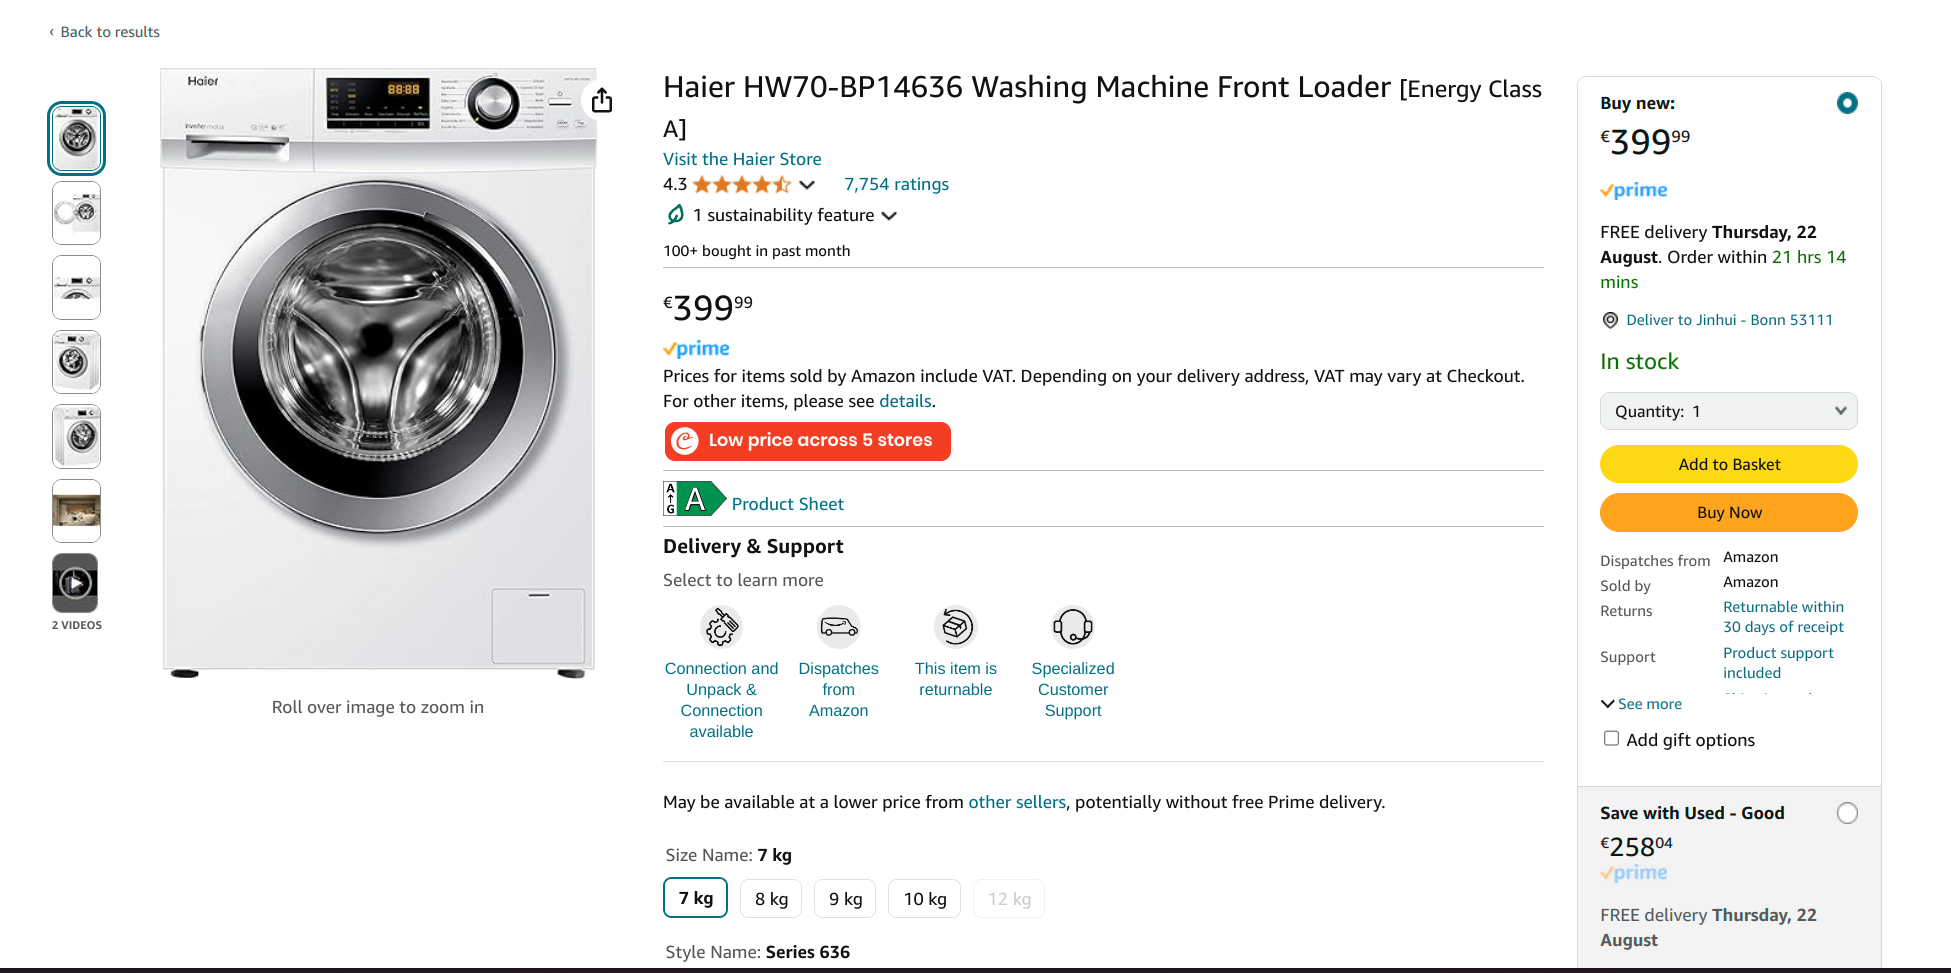 ‹ Back to results
Haier
88:88
2 VIDEOS
Roll over image to zoom in
Haier HW70-BP14636 Washing Machine Front Loader [Energy Class
A]
Visit the Haier Store
4.3
7,754 ratings
1 sustainability feature
100+ bought in past month
€39999
prime
Prices for items sold by Amazon include VAT. Depending on your delivery address, VAT may vary at Checkout.
For other items, please see details.
Low price across 5 stores
A
↑
G
A
Product Sheet
Delivery & Support
Select to learn more
Connection and
Unpack &
Connection
available
Dispatches
from
Amazon
This item is
returnable
Specialized
Customer
Support
May be available at a lower price from other sellers, potentially without free Prime delivery.
Size Name: 7 kg
7 kg
8 kg
9 kg
10 kg
12 kg
Style Name: Series 636
Buy new:
€39999
prime
FREE delivery Thursday, 22
August. Order within 21 hrs 14
mins
Deliver to Jinhui - Bonn 53111
In stock
Quantity: 1
Add to Basket
Buy Now
Dispatches from Amazon
Sold by Amazon
Returns Returnable within
30 days of receipt
Support Product support
included
See more
Add gift options
Save with Used - Good
€25804
prime
FREE delivery Thursday, 22
August